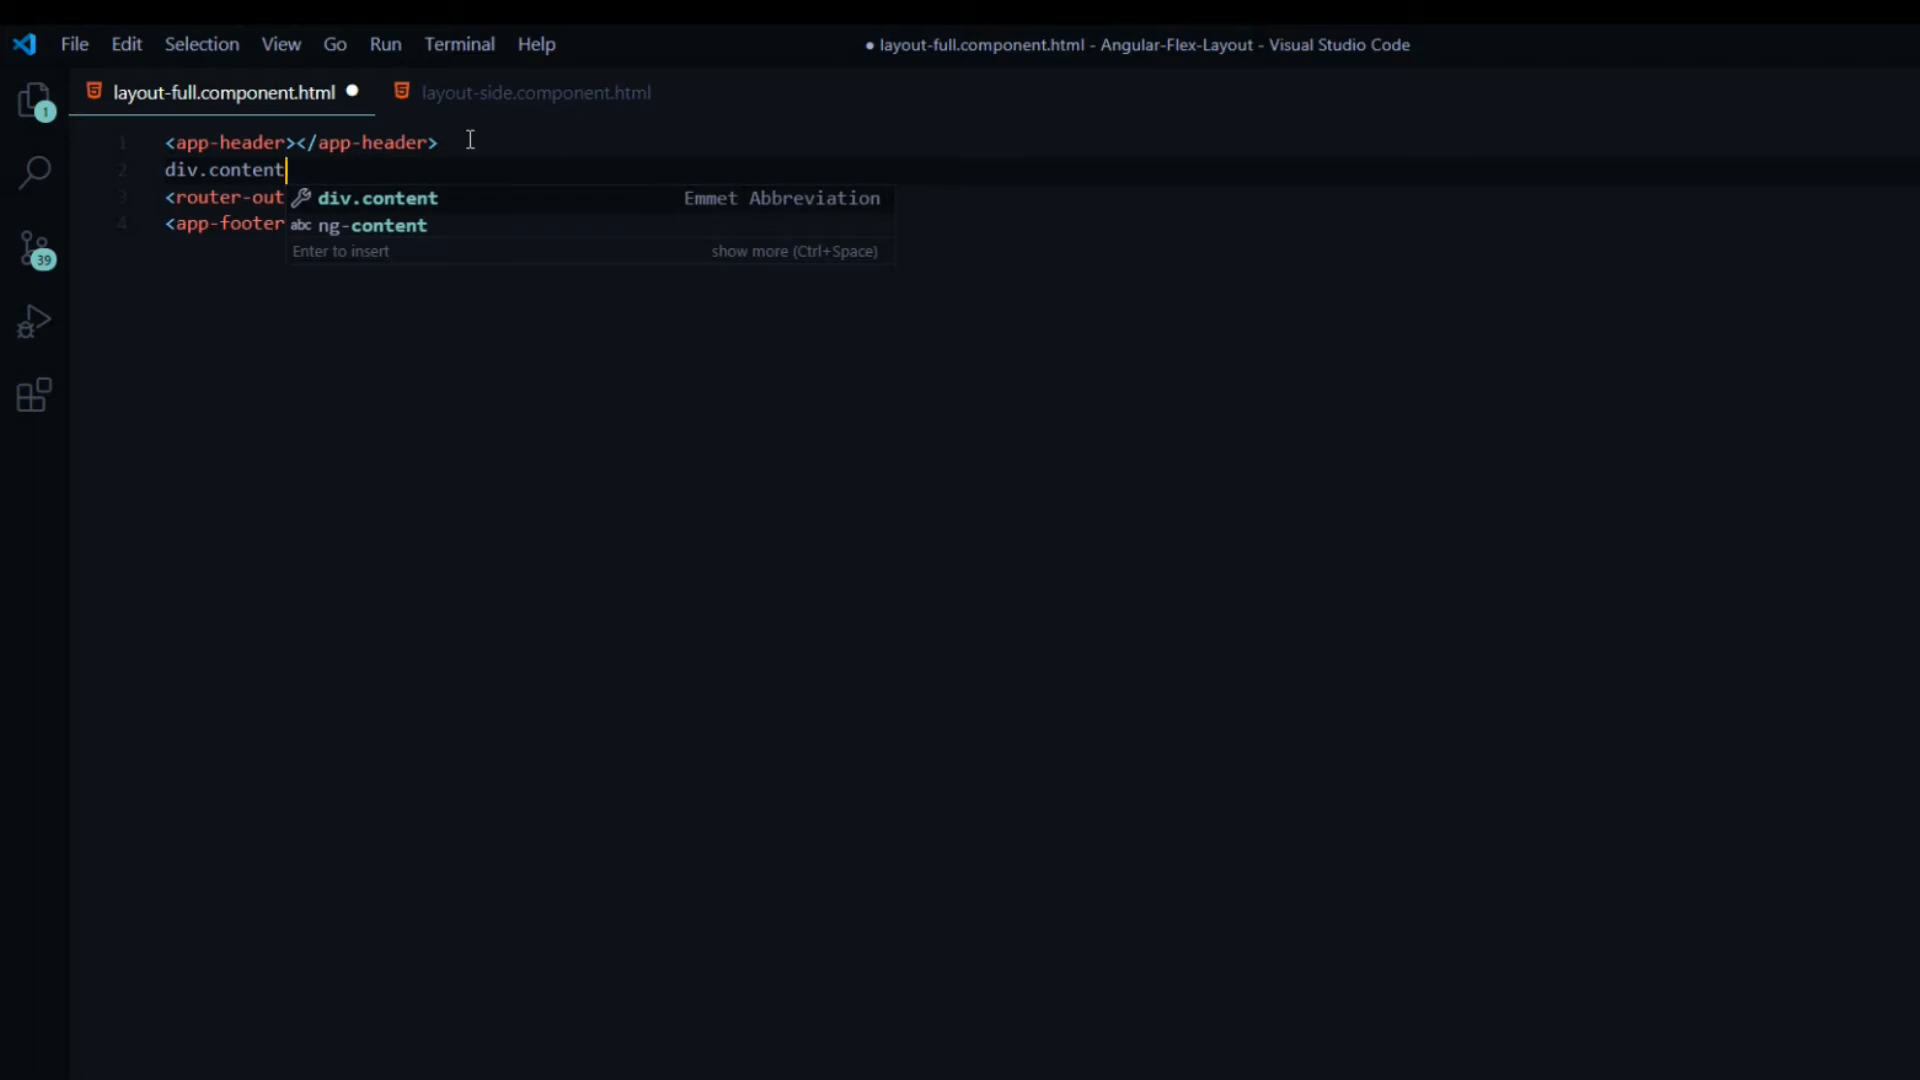 File Edit Selection View Go Run Terminal Help
● layout-full.component.html - Angular-Flex-Layout - Visual Studio Code
layout-full.component.html ●
layout-side.component.html
1
1 <app-header></app-header>
2 div.content
3 <router-out
4 <app-footer
div.content Emmet Abbreviation
abc ng-content
Enter to insert show more (Ctrl+Space)
39